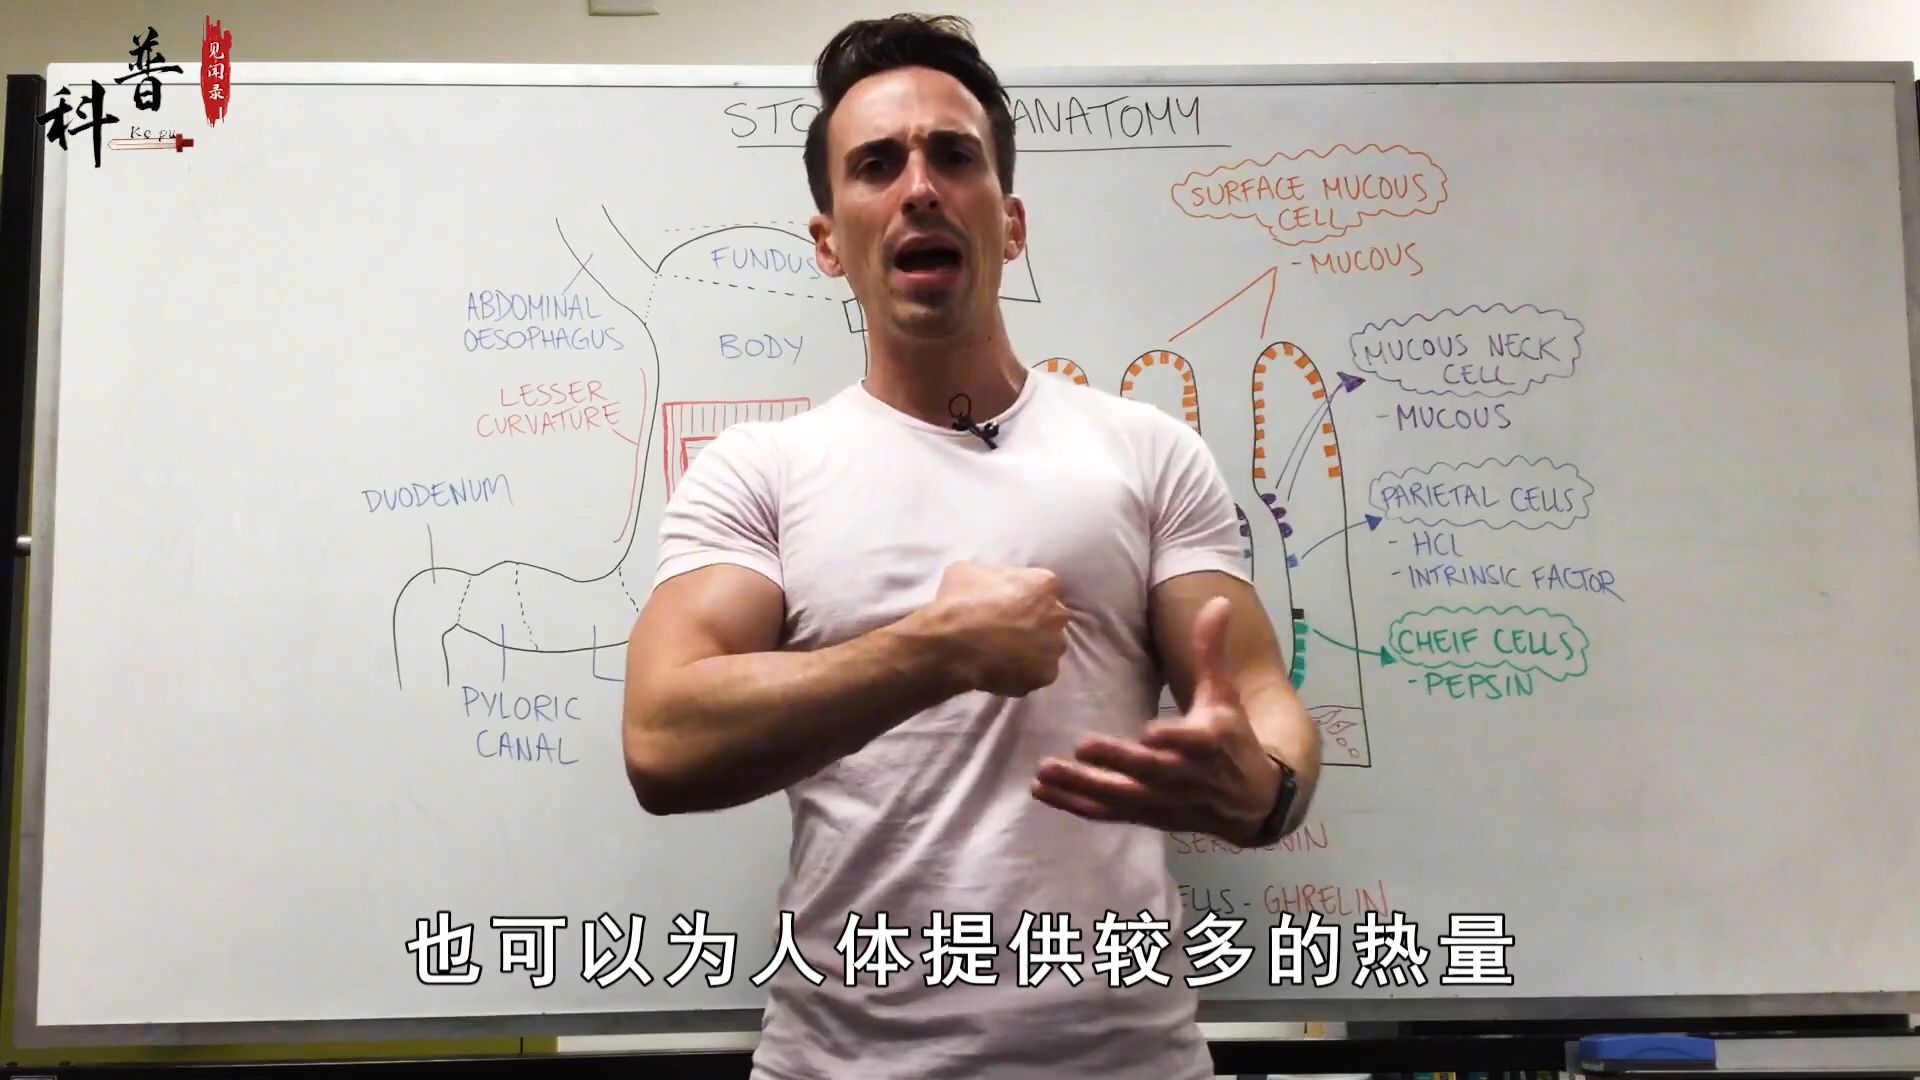 普
科
Ke pu
见闻录
STO ANATOMY
SURFACE MUCOUS
CELL
-MUCOUS
FUNDUS
ABDOMINAL
OESOPHAGUS
BODY
MUCOUS NECK
CELL
-MUCOUS
LESSER
CURVATURE
DUODENUM
PARIETAL CELLS
- HCL
-INTRINSIC FACTOR
CHEIF CELLS
-PEPSIN
PYLORIC
CANAL
SEROTONIN
ELLS - GHRELIN
也可以为人体提供较多的热量